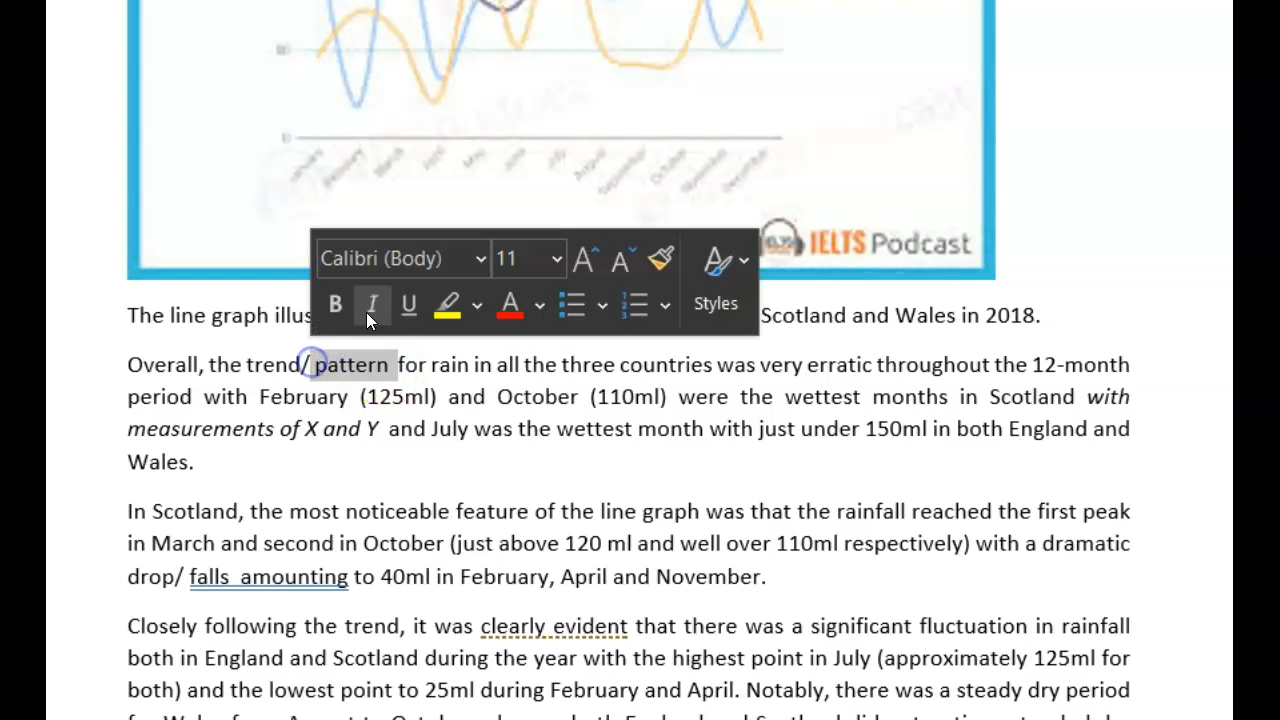 0
IELTS Podcast
Calibri (Body) 11
B I U A Styles
The line graph illus Scotland and Wales in 2018.
Overall, the trend/ pattern for rain in all the three countries was very erratic throughout the 12-month
period with February (125ml) and October (110ml) were the wettest months in Scotland with
measurements of X and Y and July was the wettest month with just under 150ml in both England and
Wales.
In Scotland, the most noticeable feature of the line graph was that the rainfall reached the first peak
in March and second in October (just above 120 ml and well over 110ml respectively) with a dramatic
drop/ falls amounting to 40ml in February, April and November.
Closely following the trend, it was clearly evident that there was a significant fluctuation in rainfall
both in England and Scotland during the year with the highest point in July (approximately 125ml for
both) and the lowest point to 25ml during February and April. Notably, there was a steady dry period